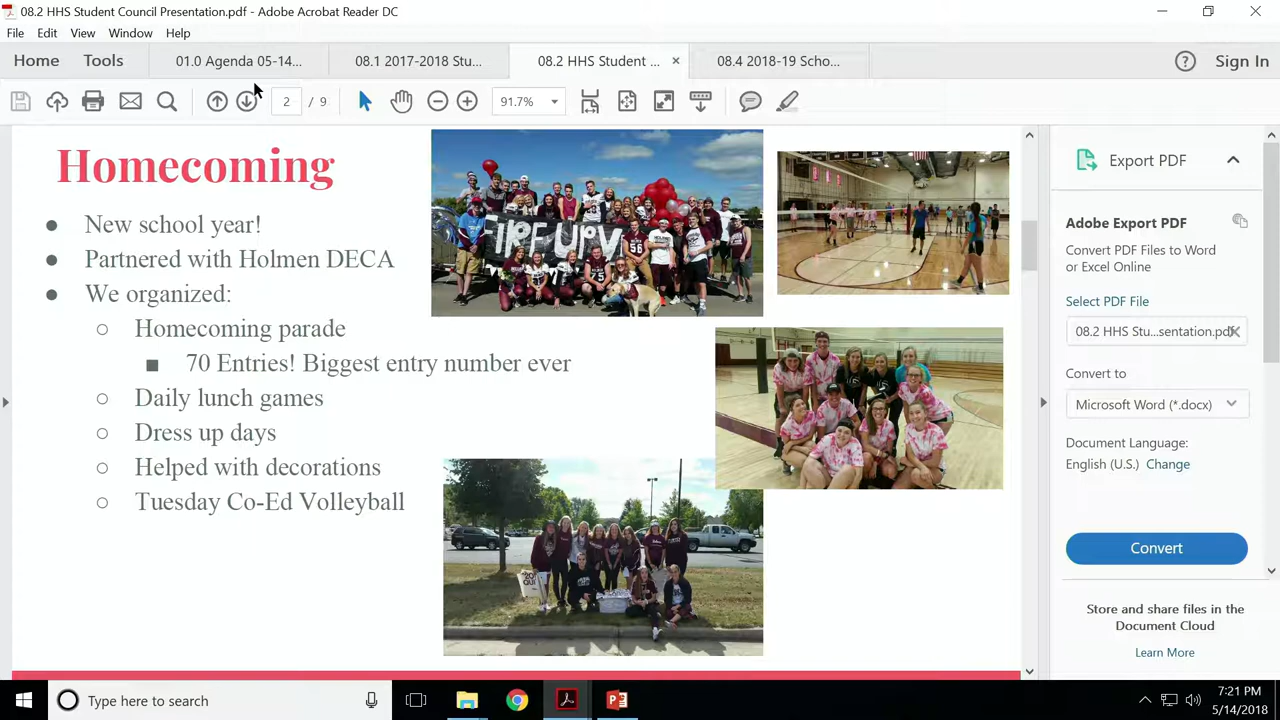 08.2 HHS Student Council Presentation.pdf - Adobe Acrobat Reader DC
File Edit View Window Help
Home Tools 01.0 Agenda 05-14... 08.1 2017-2018 Stu... 08.2 HHS Student ... 08.4 2018-19 Scho... Sign In
2 / 9 91.7%
Homecoming
● New school year!
● Partnered with Holmen DECA
● We organized:
○ Homecoming parade
■ 70 Entries! Biggest entry number ever
○ Daily lunch games
○ Dress up days
○ Helped with decorations
○ Tuesday Co-Ed Volleyball
FIRE UP
56
75
Export PDF
Adobe Export PDF
Convert PDF Files to Word
or Excel Online
Select PDF File
08.2 HHS Stu...sentation.pdf
Convert to
Microsoft Word (*.docx)
Document Language:
English (U.S.) Change
Convert
Store and share files in the
Document Cloud
Learn More
Type here to search
7:21 PM
5/14/2018